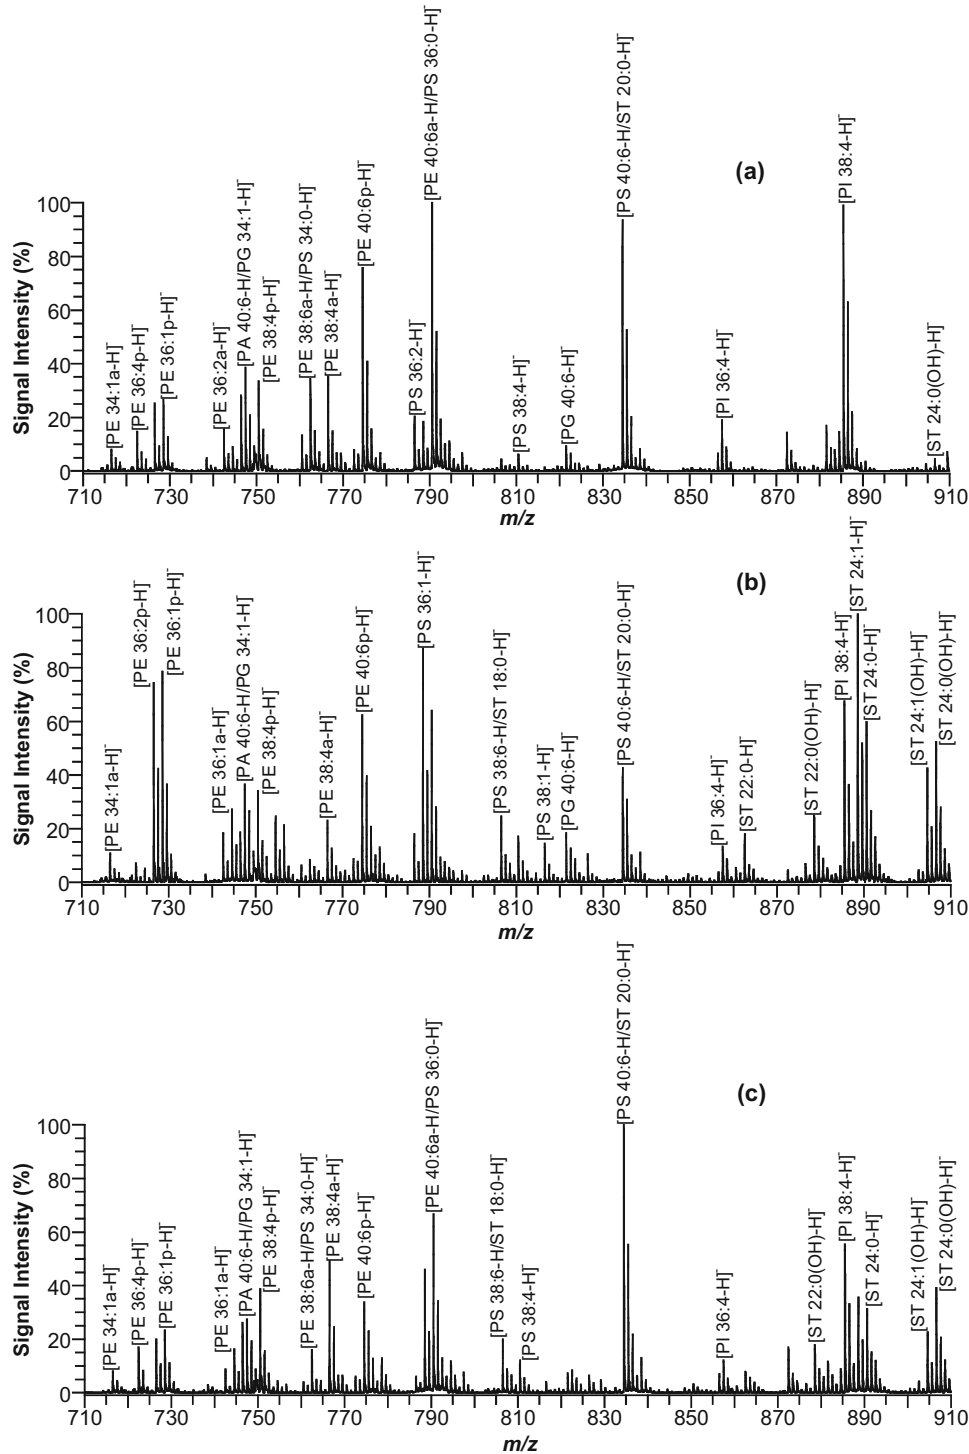 (a)
Signal Intensity (%)
100
80
60
40
20
0
[PE 34:1a-H]⁻
[PE 36:4p-H]⁻
[PE 36:1p-H]⁻
[PE 36:2a-H]⁻
[PA 40:6-H/PG 34:1-H]⁻
[PE 38:4p-H]⁻
[PE 38:6a-H/PS 34:0-H]⁻
[PE 38:4a-H]⁻
[PE 40:6p-H]⁻
[PS 36:2-H]⁻
[PE 40:6a-H/PS 36:0-H]⁻
[PS 38:4-H]⁻
[PG 40:6-H]⁻
[PS 40:6-H/ST 20:0-H]⁻
[PI 36:4-H]⁻
[PI 38:4-H]⁻
[ST 24:0(OH)-H]⁻
710 730 750 770 790 810 830 850 870 890 910
m/z
(b)
Signal Intensity (%)
100
80
60
40
20
0
[PE 34:1a-H]⁻
[PE 36:2p-H]⁻
[PE 36:1p-H]⁻
[PE 36:1a-H]⁻
[PA 40:6-H/PG 34:1-H]⁻
[PE 38:4p-H]⁻
[PE 38:4a-H]⁻
[PE 40:6p-H]⁻
[PS 36:1-H]⁻
[PS 38:6-H/ST 18:0-H]⁻
[PS 38:1-H]⁻
[PG 40:6-H]⁻
[PS 40:6-H/ST 20:0-H]⁻
[PI 36:4-H]⁻
[ST 22:0-H]⁻
[ST 22:0(OH)-H]⁻
[PI 38:4-H]⁻
[ST 24:1-H]⁻
[ST 24:0-H]⁻
[ST 24:1(OH)-H]⁻
[ST 24:0(OH)-H]⁻
710 730 750 770 790 810 830 850 870 890 910
m/z
(c)
Signal Intensity (%)
100
80
60
40
20
0
[PE 34:1a-H]⁻
[PE 36:4p-H]⁻
[PE 36:1p-H]⁻
[PE 36:1a-H]⁻
[PA 40:6-H/PG 34:1-H]⁻
[PE 38:4p-H]⁻
[PE 38:6a-H/PS 34:0-H]⁻
[PE 38:4a-H]⁻
[PE 40:6p-H]⁻
[PE 40:6a-H/PS 36:0-H]⁻
[PS 38:6-H/ST 18:0-H]⁻
[PS 38:4-H]⁻
[PS 40:6-H/ST 20:0-H]⁻
[PI 36:4-H]⁻
[ST 22:0(OH)-H]⁻
[PI 38:4-H]⁻
[ST 24:0-H]⁻
[ST 24:1(OH)-H]⁻
[ST 24:0(OH)-H]⁻
710 730 750 770 790 810 830 850 870 890 910
m/z